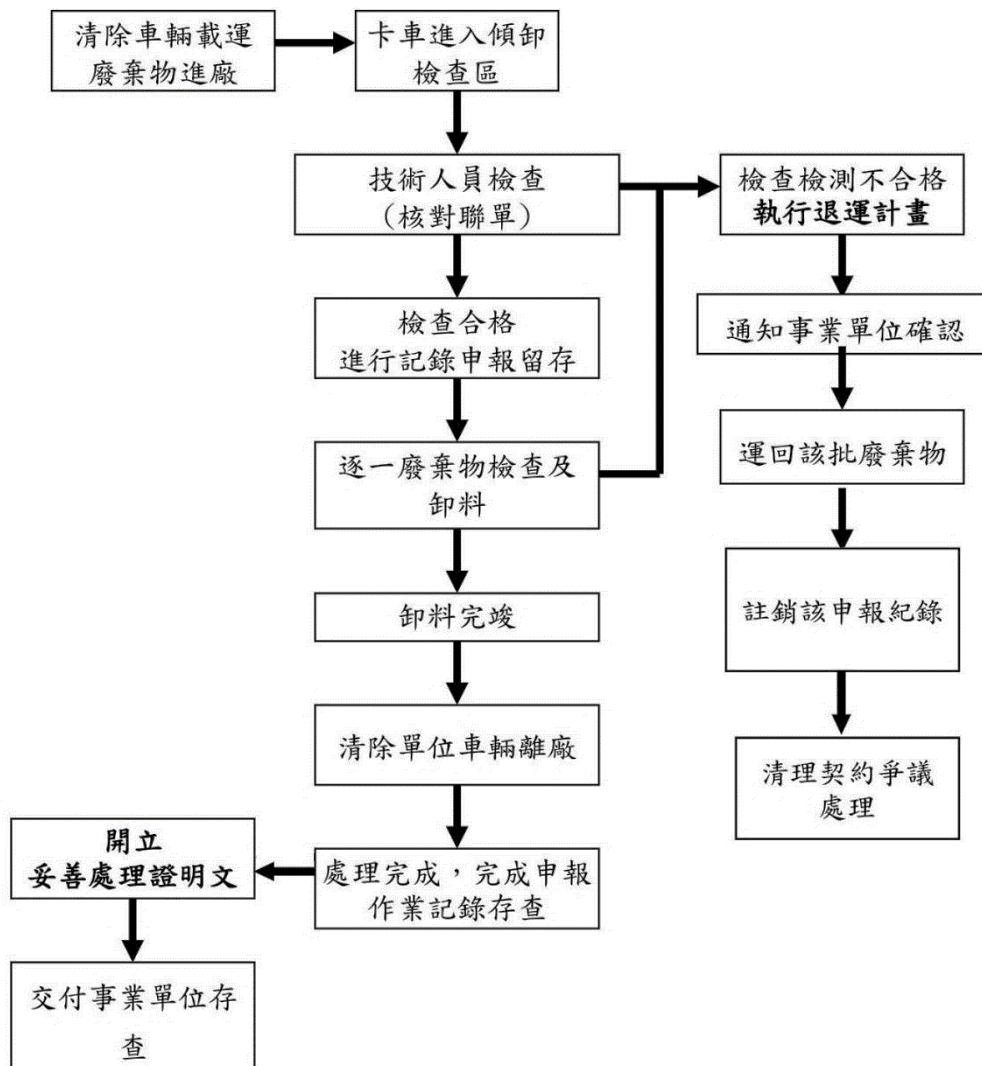 清除車輛載運
廢棄物進廠
卡車進入傾卸
檢查區
技術人員檢查
（核對聯單）
檢查檢測不合格
執行退運計畫
檢查合格
進行記錄申報留存
通知事業單位確認
逐一廢棄物檢查及
卸料
運回該批廢棄物
卸料完竣
註銷該申報紀錄
清除單位車輛離廠
清理契約爭議
處理
開立
妥善處理證明文
處理完成，完成申報
作業記錄存查
交付事業單位存
查